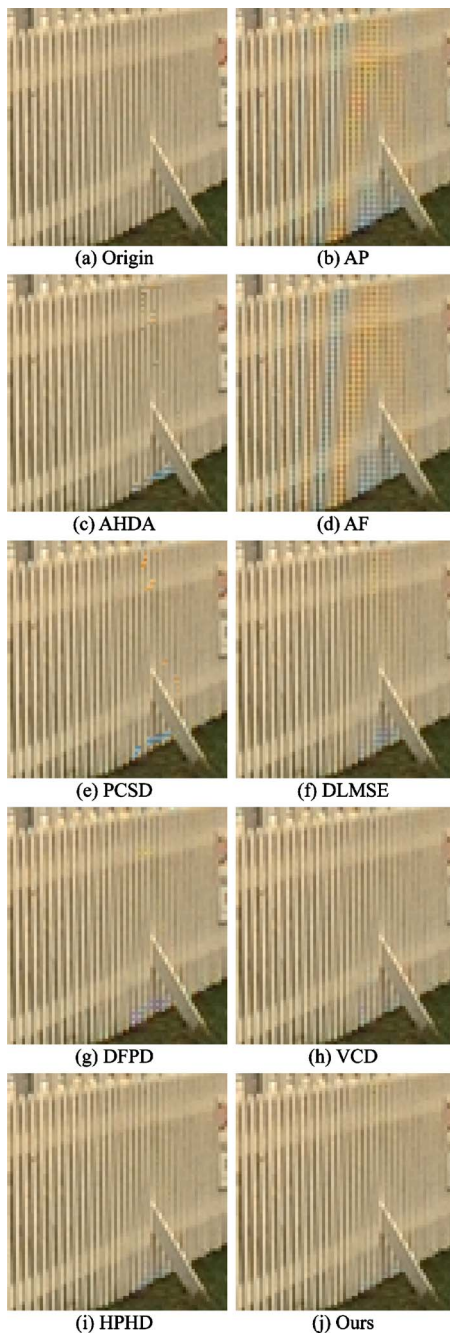 (a) Origin
(b) AP
(c) AHDA
(d) AF
(e) PCSD
(f) DLMSE
(g) DFPD
(h) VCD
(i) HPHD
(j) Ours